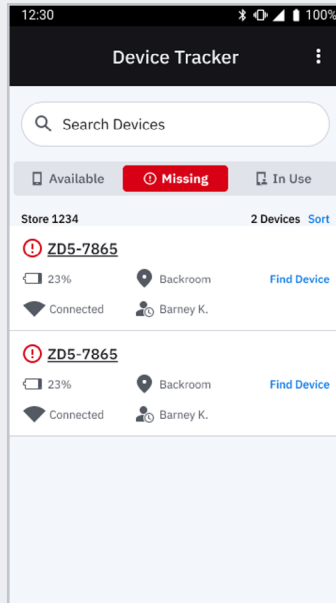 12:30 100%
Device Tracker
Search Devices
Available Missing In Use
Store 1234 2 Devices Sort
ZD5-7865
23% Backroom Find Device
Connected Barney K.
ZD5-7865
23% Backroom Find Device
Connected Barney K.